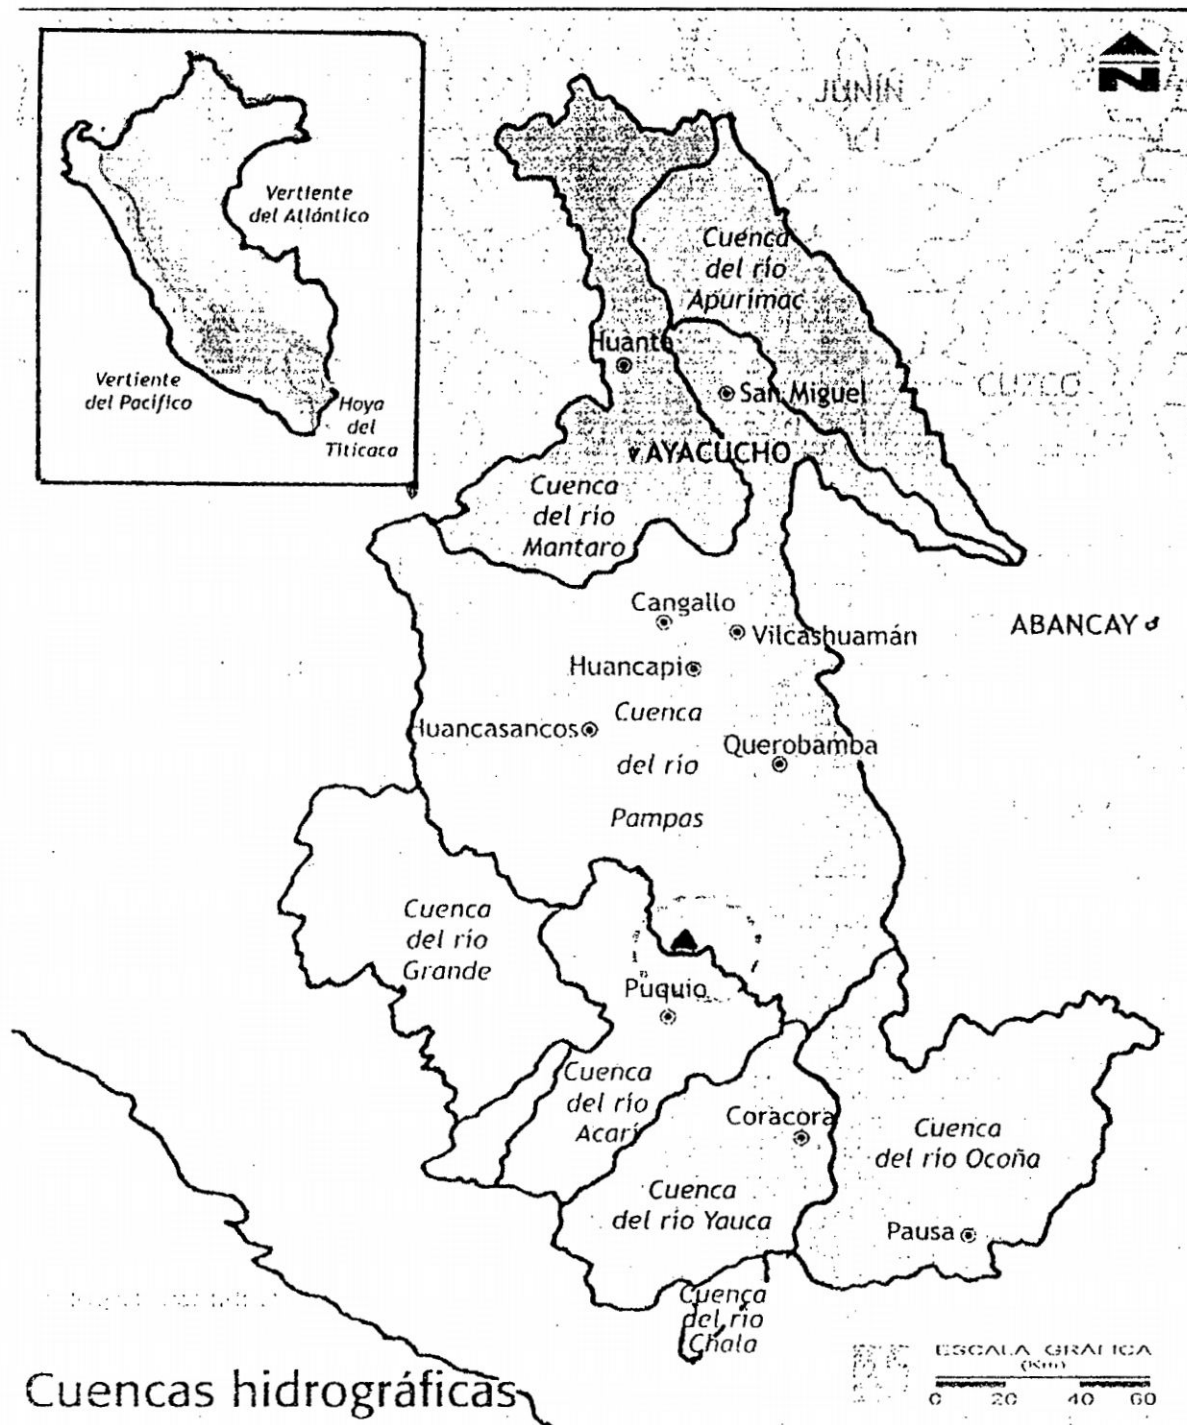 Vertiente
del Atlántico
Vertiente
del Pacífico
Hoya
del
Titicaca
N
JUNÍN
CUZCO
Cuenca
del río
Apurímac
Huanta
San Miguel
AYACUCHO
Cuenca
del río
Mantaro
Cangallo
Vilcashuamán
ABANCAY
Huancapi
Huancasancos
Cuenca
del río
Pampas
Querobamba
Cuenca
del río
Grande
Puquio
Cuenca
del río
Acarí
Coracora
Cuenca
del río Ocoña
Cuenca
del río Yauca
Pausa
Cuenca
del río
Chala
ESCALA GRÁFICA
(Km)
0 20 40 60
Cuencas hidrográficas